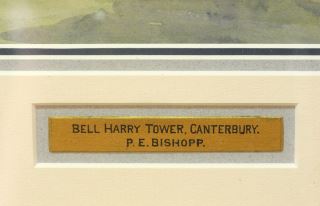 BELL HARRY TOWER, CANTERBURY.
P. E. BISHOPP.